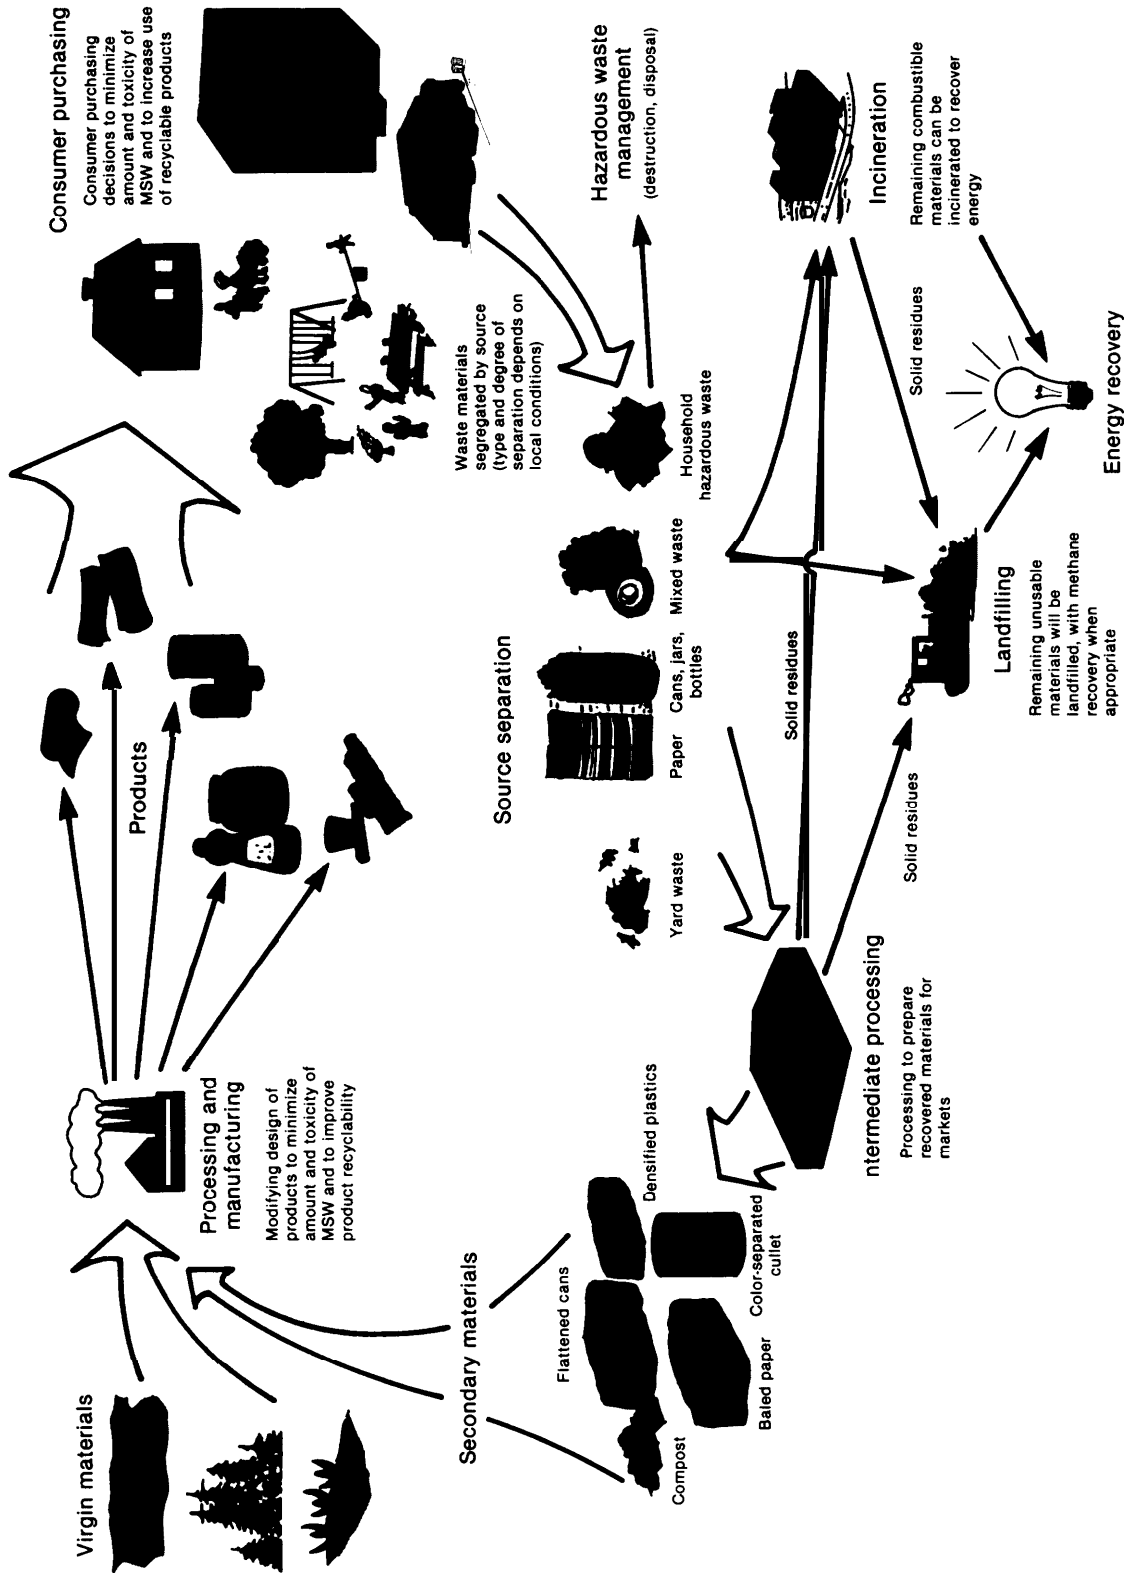 Virgin materials
Processing and
manufacturing
Modifying design of
products to minimize
amount and toxicity of
MSW and to improve
product recyclability
Products
Consumer purchasing
Consumer purchasing
decisions to minimize
amount and toxicity of
MSW and to increase use
of recyclable products
Waste materials
segregated by source
(type and degree of
separation depends on
local conditions)
Secondary materials
Flattened cans
Densified plastics
Compost
Baled paper
Color-separated
cullet
Source separation
Yard waste
Paper
Cans, jars,
bottles
Mixed waste
Household
hazardous waste
Hazardous waste
management
(destruction, disposal)
ntermediate processing
Processing to prepare
recovered materials for
markets
Solid residues
Solid residues
Landfilling
Remaining unusable
materials will be
landfilled, with methane
recovery when
appropriate
Solid residues
Incineration
Remaining combustible
materials can be
incinerated to recover
energy
Energy recovery